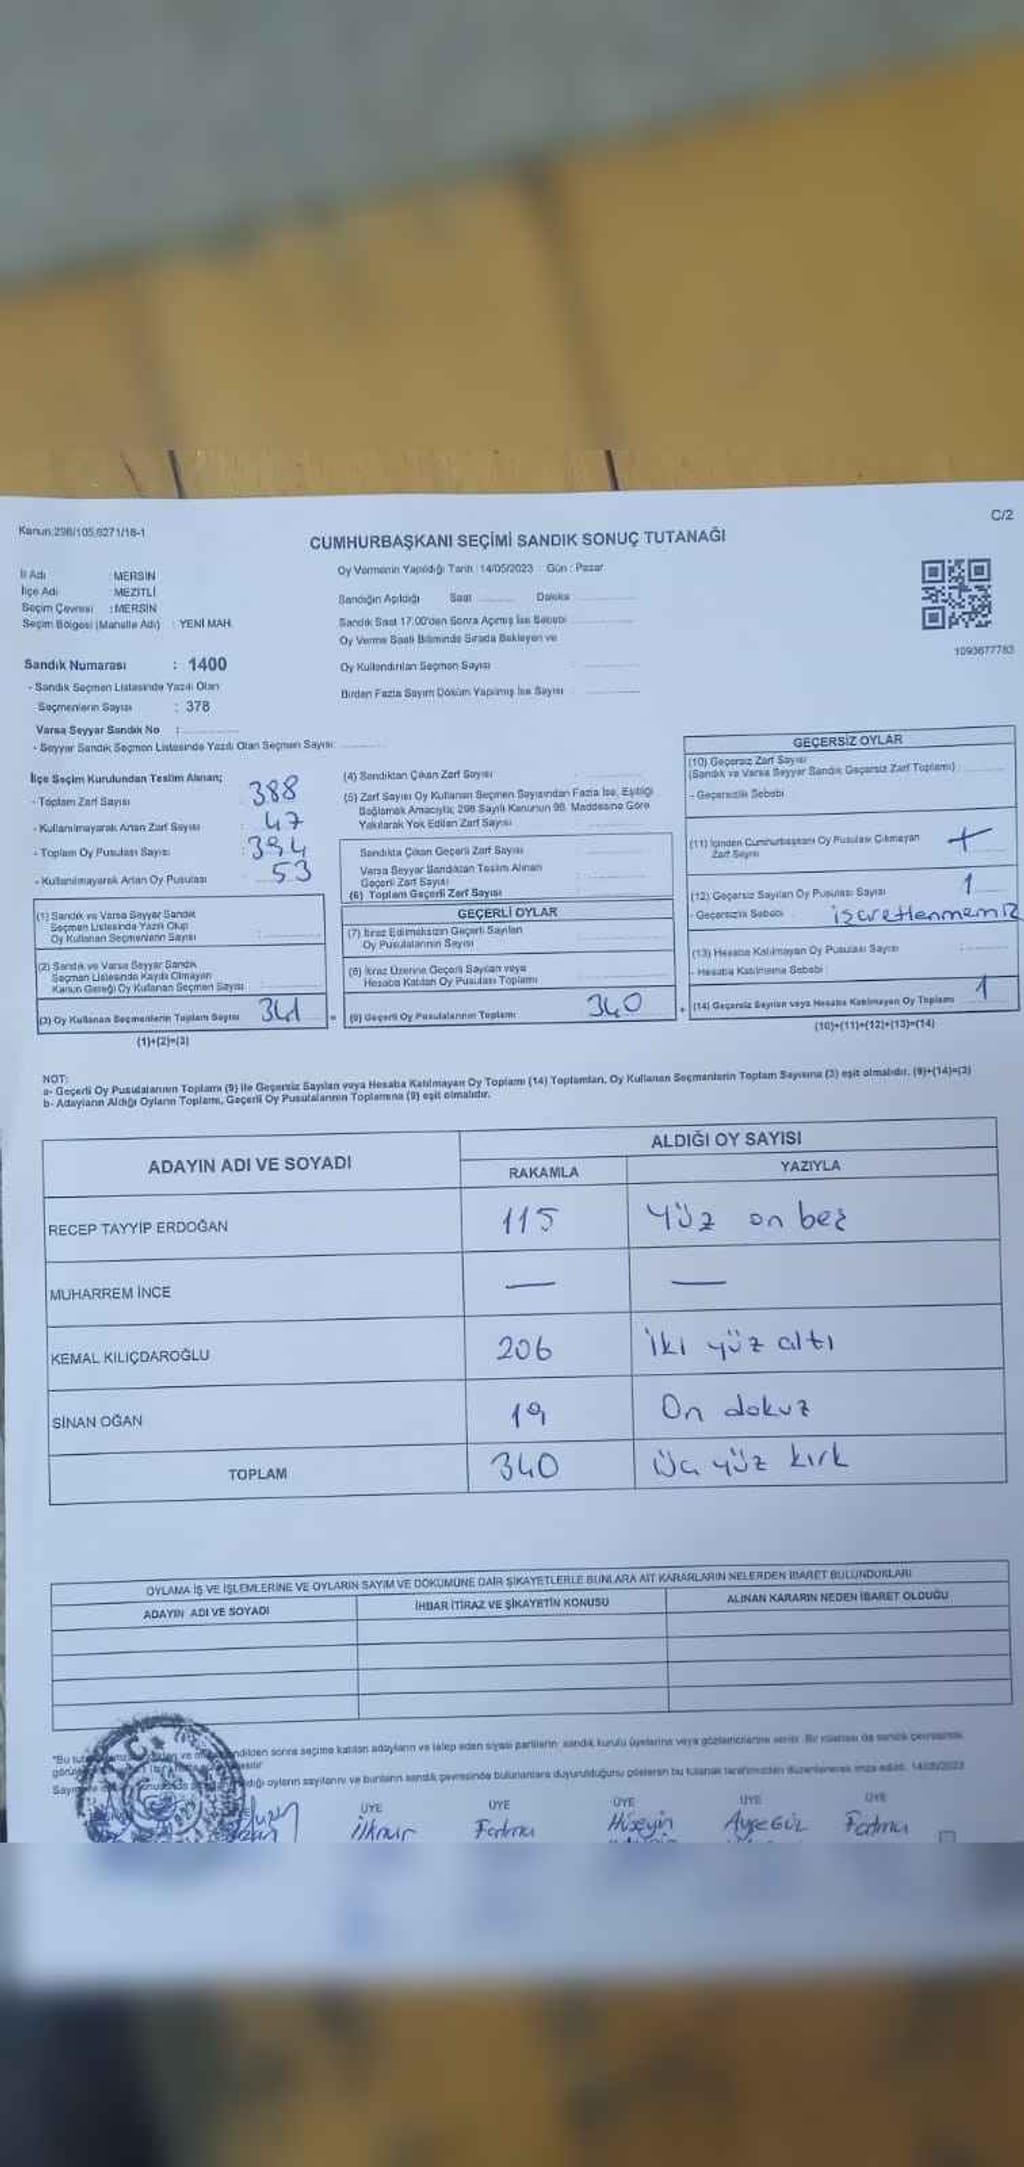 Kanun:298/105,6271/18-1
C/2
CUMHURBAŞKANI SEÇİMİ SANDIK SONUÇ TUTANAĞI
İl Adı : MERSİN
İlçe Adı : MEZİTLİ
Seçim Çevresi : MERSİN
Seçim Bölgesi (Mahalle Adı) : YENİ MAH.
Oy Vermenin Yapıldığı Tarih : 14/05/2023 Gün : Pazar
Sandığın Açıldığı Saat Dakika
Sandık Saat 17.00'den Sonra Açmış İse Sebebi
Oy Verme Saati Bitiminde Sırada Bekleyen ve
Oy Kullandırılan Seçmen Sayısı
Birden Fazla Sayım Döküm Yapılmış İse Sayısı
1093677783
Sandık Numarası : 1400
- Sandık Seçmen Listesinde Yazılı Olan
Seçmenlerin Sayısı : 378
Varsa Seyyar Sandık No :
- Seyyar Sandık Seçmen Listesinde Yazılı Olan Seçmen Sayısı:
İlçe Seçim Kurulundan Teslim Alınan;
- Toplam Zarf Sayısı : 388
- Kullanılmayarak Artan Zarf Sayısı : 47
- Toplam Oy Pusulası Sayısı : 394
- Kullanılmayarak Artan Oy Pusulası : 53
(1) Sandık ve Varsa Seyyar Sandık
Seçmen Listesinde Yazılı Olup
Oy Kullanan Seçmenlerin Sayısı
(2) Sandık ve Varsa Seyyar Sandık
Seçmen Listesinde Kayıtlı Olmayan
Kanun Gereği Oy Kullanan Seçmen Sayısı
(3) Oy Kullanan Seçmenlerin Toplam Sayısı 341
(1)+(2)=(3)
(4) Sandıktan Çıkan Zarf Sayısı
(5) Zarf Sayısı Oy Kullanan Seçmen Sayısından Fazla İse, Eşitliği
Sağlamak Amacıyla; 298 Sayılı Kanunun 98. Maddesine Göre
Yakılarak Yok Edilen Zarf Sayısı
Sandıkta Çıkan Geçerli Zarf Sayısı
Varsa Seyyar Sandıktan Teslim Alınan
Geçerli Zarf Sayısı
(6) Toplam Geçerli Zarf Sayısı
GEÇERLİ OYLAR
(7) İtiraz Edilmeksizin Geçerli Sayılan
Oy Pusulalarının Sayısı
(8) İtiraz Üzerine Geçerli Sayılan veya
Hesaba Katılan Oy Pusulası Toplamı
(9) Geçerli Oy Pusulalarının Toplamı 340
GEÇERSİZ OYLAR
(10) Geçersiz Zarf Sayısı
(Sandık ve Varsa Seyyar Sandık Geçersiz Zarf Toplamı)
- Geçersizlik Sebebi
(11) İçinden Cumhurbaşkanı Oy Pusulası Çıkmayan
Zarf Sayısı
(12) Geçersiz Sayılan Oy Pusulası Sayısı 1
- Geçersizlik Sebebi işaretlenmemiş
(13) Hesaba Katılmayan Oy Pusulası Sayısı
- Hesaba Katılmama Sebebi
(14) Geçersiz Sayılan veya Hesaba Katılmayan Oy Toplamı 1
(10)+(11)+(12)+(13)=(14)
NOT:
a- Geçerli Oy Pusulalarının Toplamı (9) ile Geçersiz Sayılan veya Hesaba Katılmayan Oy Toplamı (14) Toplamları, Oy Kullanan Seçmenlerin Toplam Sayısına (3) eşit olmalıdır. (9)+(14)=(3)
b- Adayların Aldığı Oyların Toplamı, Geçerli Oy Pusulalarının Toplamına (9) eşit olmalıdır.
ADAYIN ADI VE SOYADI ALDIĞI OY SAYISI
RAKAMLA YAZIYLA
RECEP TAYYİP ERDOĞAN 115 Yüz on beş
MUHARREM İNCE — —
KEMAL KILIÇDAROĞLU 206 İki yüz altı
SİNAN OĞAN 19 On dokuz
TOPLAM 340 Üç yüz kırk
OYLAMA İŞ VE İŞLEMLERİNE VE OYLARIN SAYIM VE DÖKÜMÜNE DAİR ŞİKAYETLERLE BUNLARA AİT KARARLARIN NELERDEN İBARET BULUNDUKLARI
ADAYIN ADI VE SOYADI İHBAR İTİRAZ VE ŞİKAYETİN KONUSU ALINAN KARARIN NEDEN İBARET OLDUĞU
sonra seçime katılan adayların ve talep eden siyasi partilerin sandık kurulu üyelerine veya gözlemcilerine verilir.
oyların sayılarını ve bunların sandık çevresinde bulunanlara duyurulduğunu gösteren bu tutanak tarafımızdan düzenlenerek imza edildi. 14/05/2023
ÜYE ÜYE ÜYE ÜYE ÜYE
İlknur Fatma Hüseyin Ayşegül Fatma